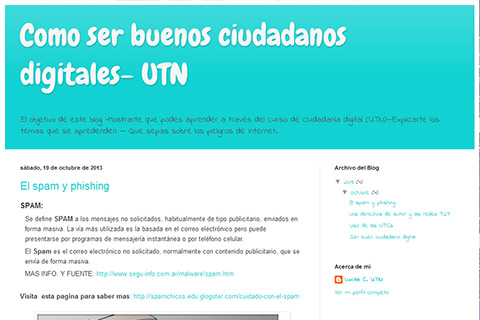 Como ser buenos ciudadanos
digitales- UTN
El objetivo de este blog -Mostrarte que podes aprender a través del curso de ciudadanía digital (UTN)--Explicarte los
temas que se apredenden -- Que sepas sobre los peligros de internet.
sábado, 19 de octubre de 2013
El spam y phishing
SPAM:
Se define SPAM a los mensajes no solicitados, habitualmente de tipo publicitario, enviados en
forma masiva. La vía más utilizada es la basada en el correo electrónico pero puede
presentarse por programas de mensajería instantánea o por teléfono celular.
El Spam es el correo electrónico no solicitado, normalmente con contenido publicitario, que se
envía de forma masiva.
MAS INFO. Y FUENTE: http://www.segu-info.com.ar/malware/spam.htm
Visita esta pagina para saber mas: http://spamchicos.edu.glogster.com/cuidado-con-el-spam
Archivo del Blog
▼ 2013
▼ octubre
El spam y phishing
Los derechos de autor y las redes
Uso de las
Ser buen ciudadano digital
Acerca de mi
Lucas C. UTN
Ver mi perfil completo